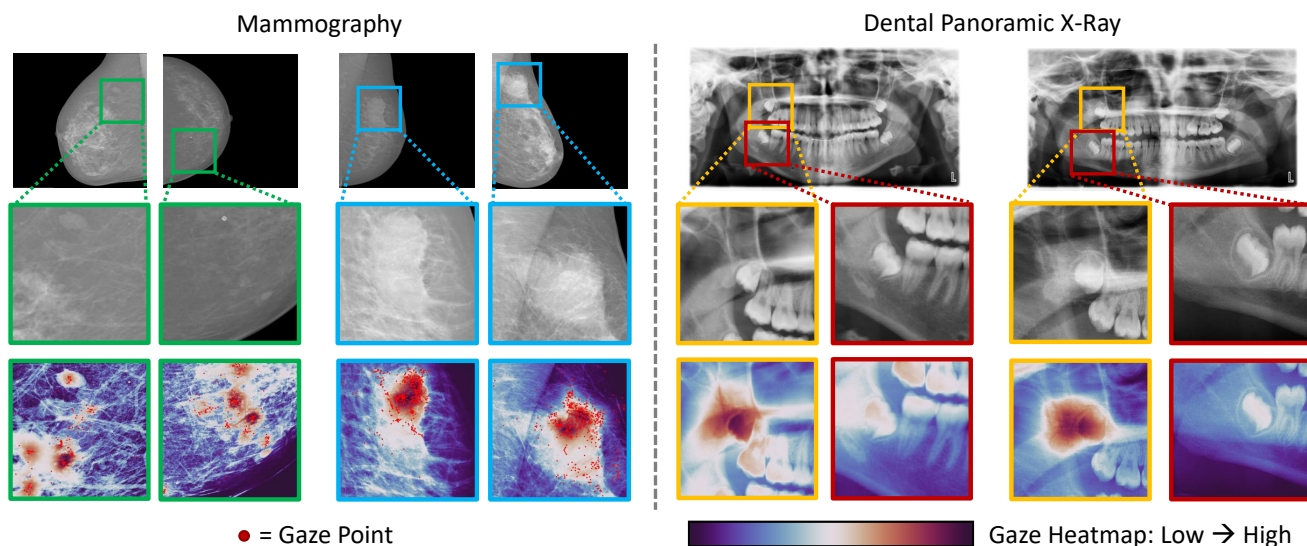 Mammography
Dental Panoramic X-Ray
L
L
= Gaze Point
Gaze Heatmap: Low → High